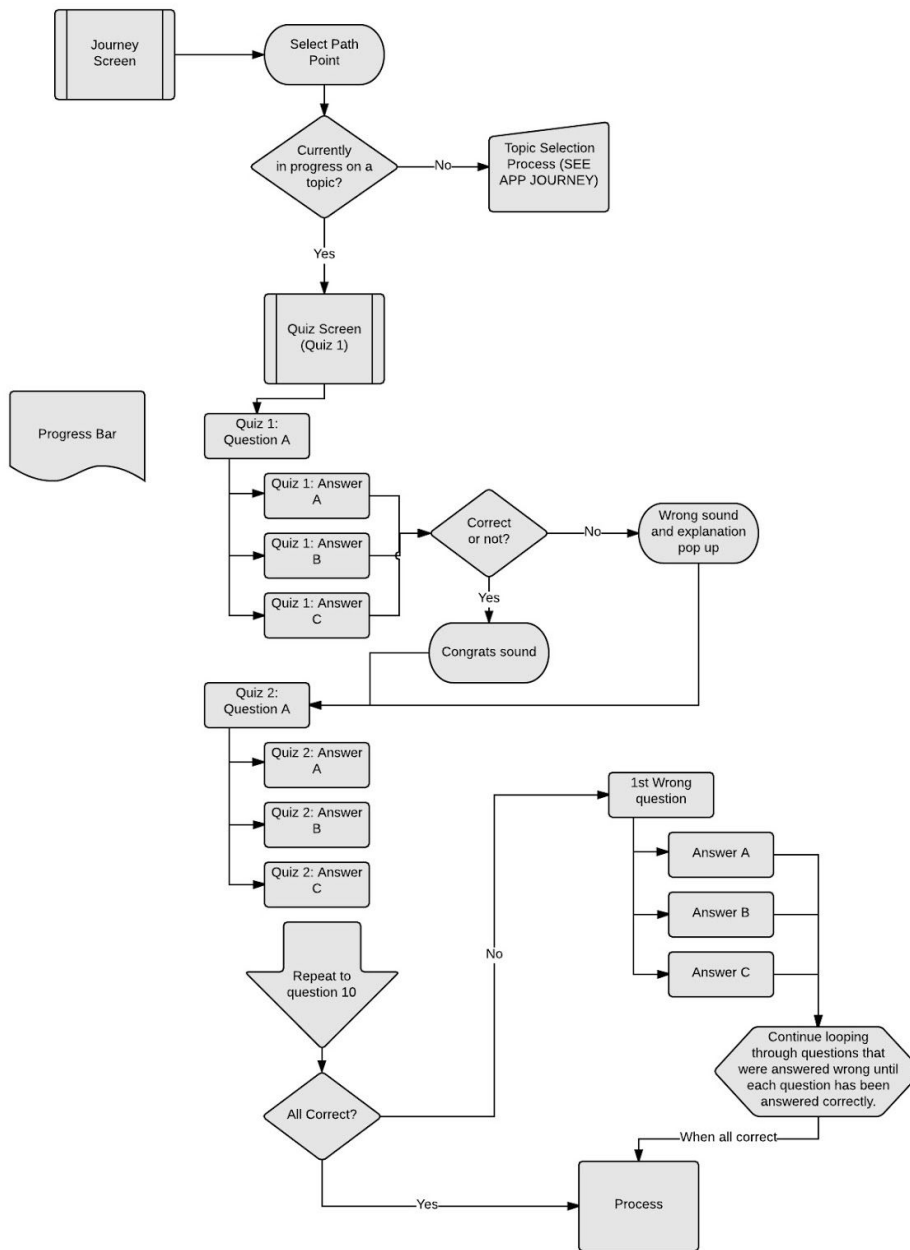 Journey
Screen
Select Path
Point
Currently
in progress on a
topic?
No
Topic Selection
Process (SEE
APP JOURNEY)
Yes
Quiz Screen
(Quiz 1)
Progress Bar
Quiz 1:
Question A
Quiz 1: Answer
A
Quiz 1: Answer
B
Quiz 1: Answer
C
Correct
or not?
No
Wrong sound
and explanation
pop up
Yes
Congrats sound
Quiz 2:
Question A
Quiz 2: Answer
A
Quiz 2: Answer
B
Quiz 2: Answer
C
Repeat to
question 10
All Correct?
No
1st Wrong
question
Answer A
Answer B
Answer C
Continue looping
through questions that
were answered wrong until
each question has been
answered correctly.
When all correct
Yes
Process